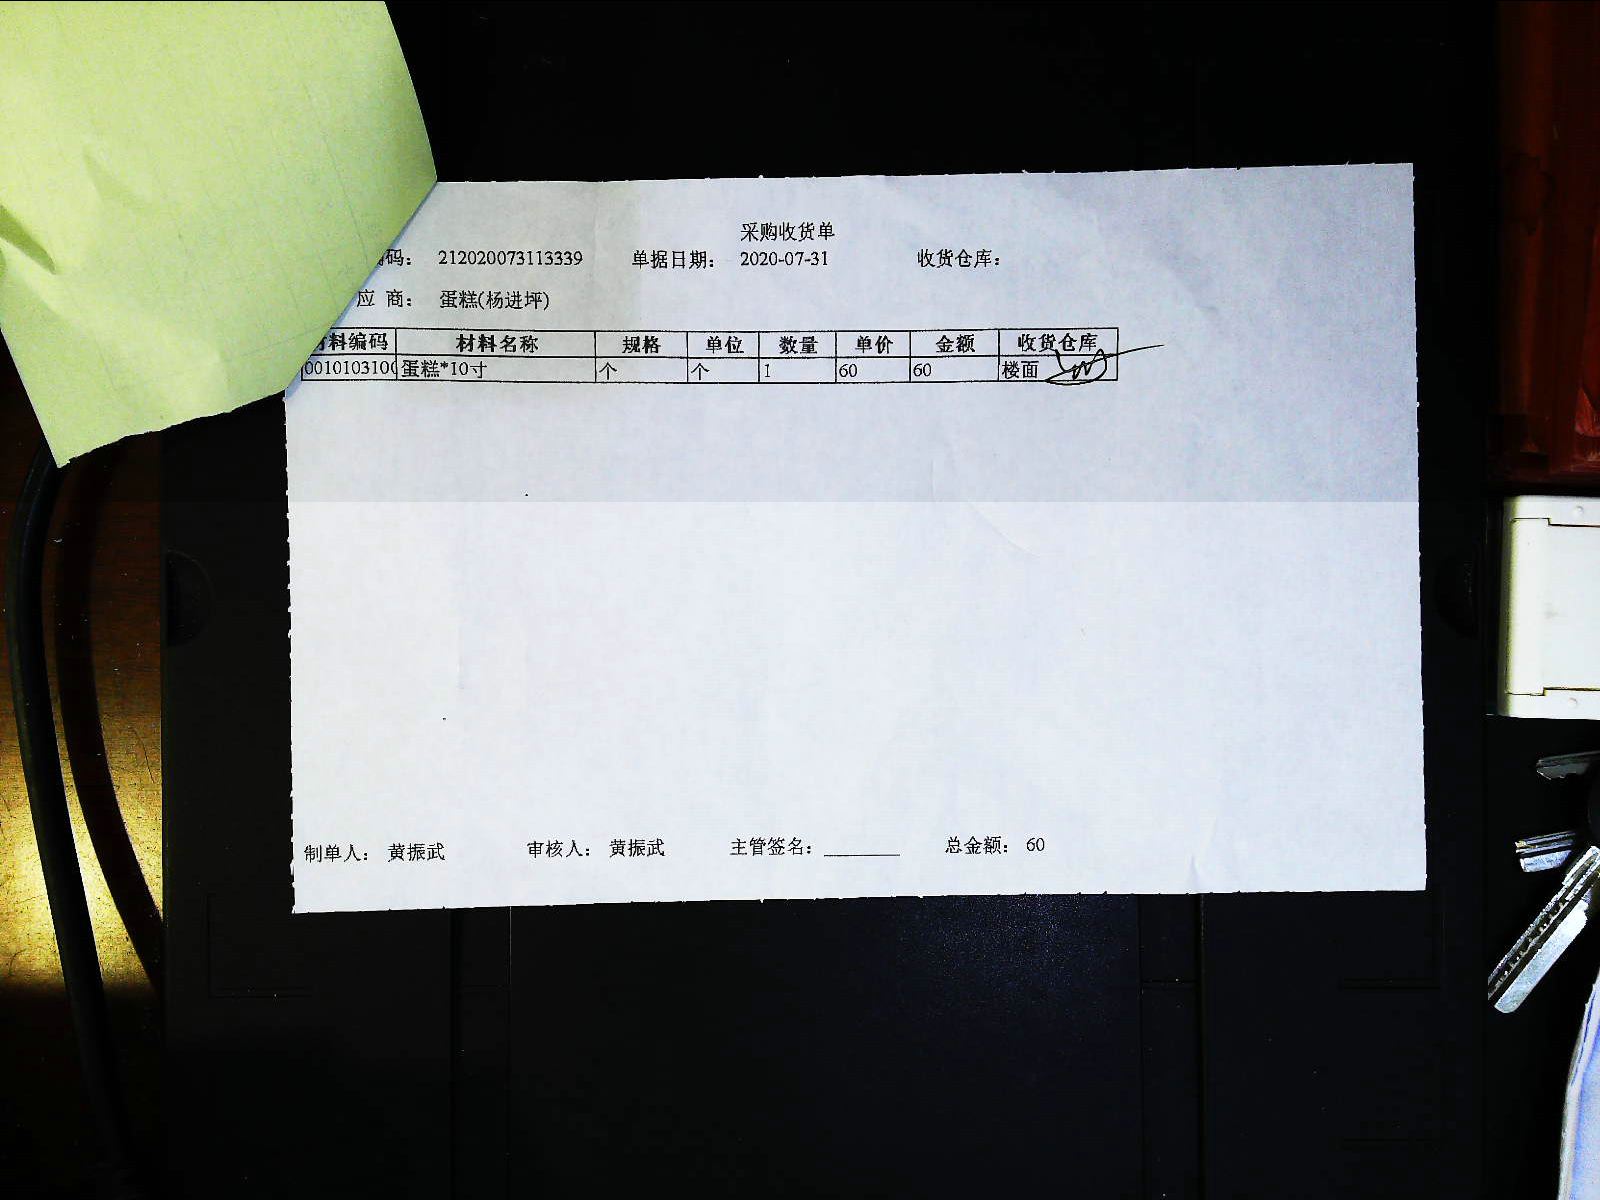 采购收货单
码： 212020073113339 单据日期： 2020-07-31 收货仓库：
应 商： 蛋糕(杨进坪)
料编码 材料名称 规格 单位 数量 单价 金额 收货仓库
0010103100 蛋糕*10寸 个 个 1 60 60 楼面
制单人： 黄振武 审核人： 黄振武 主管签名： ________ 总金额： 60